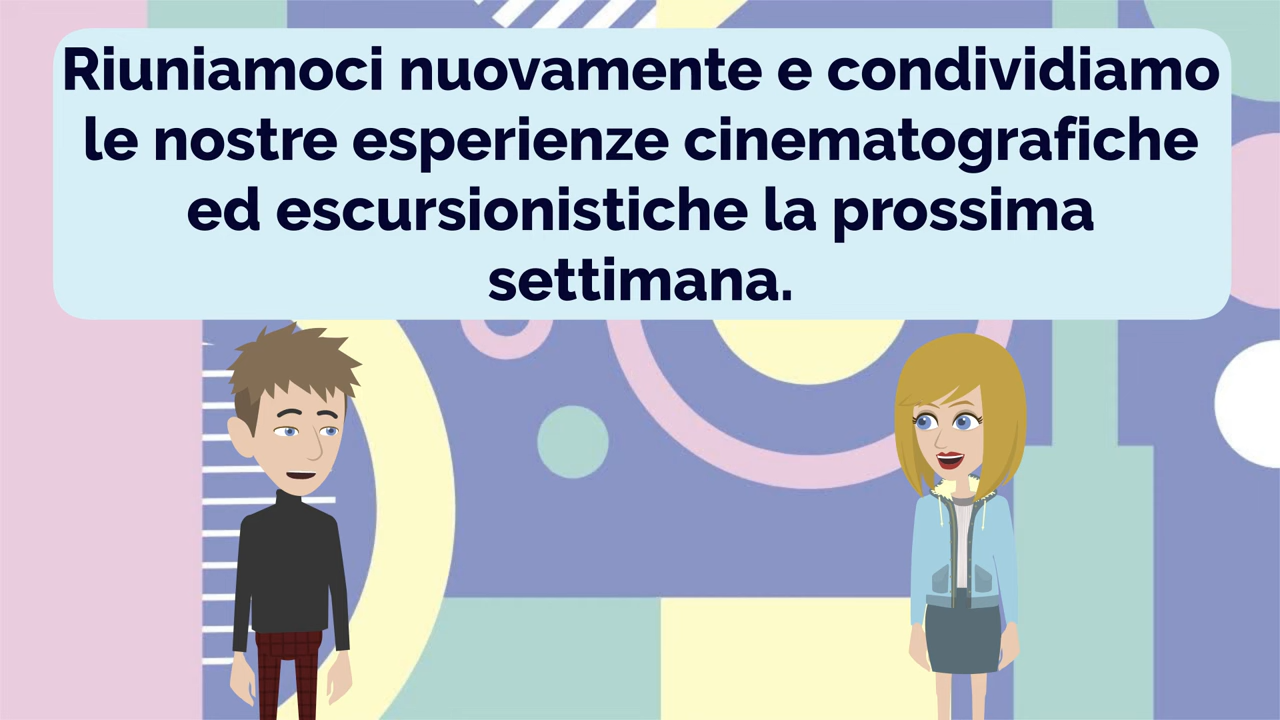 Riuniamoci nuovamente e condividiamo
le nostre esperienze cinematografiche
ed escursionistiche la prossima
settimana.